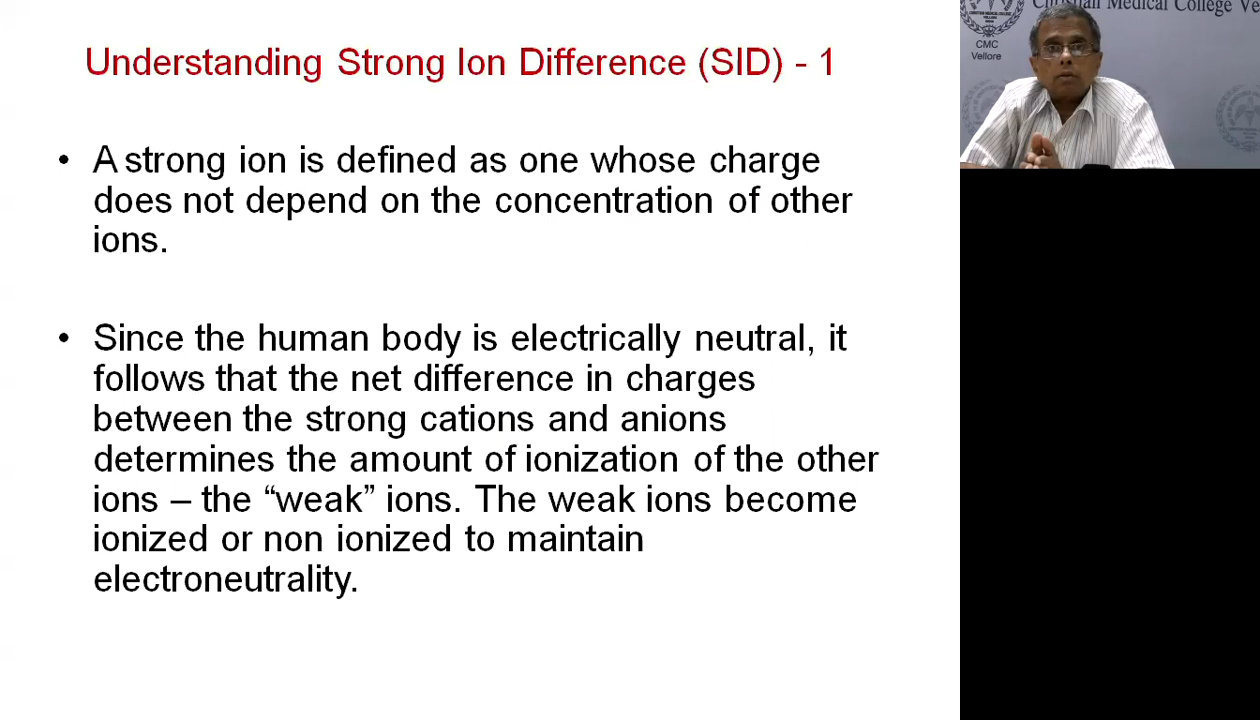 Understanding Strong Ion Difference (SID) - 1
• A strong ion is defined as one whose charge
does not depend on the concentration of other
ions.
• Since the human body is electrically neutral, it
follows that the net difference in charges
between the strong cations and anions
determines the amount of ionization of the other
ions – the “weak” ions. The weak ions become
ionized or non ionized to maintain
electroneutrality.
Christian Medical College Ve
CMC
Vellore